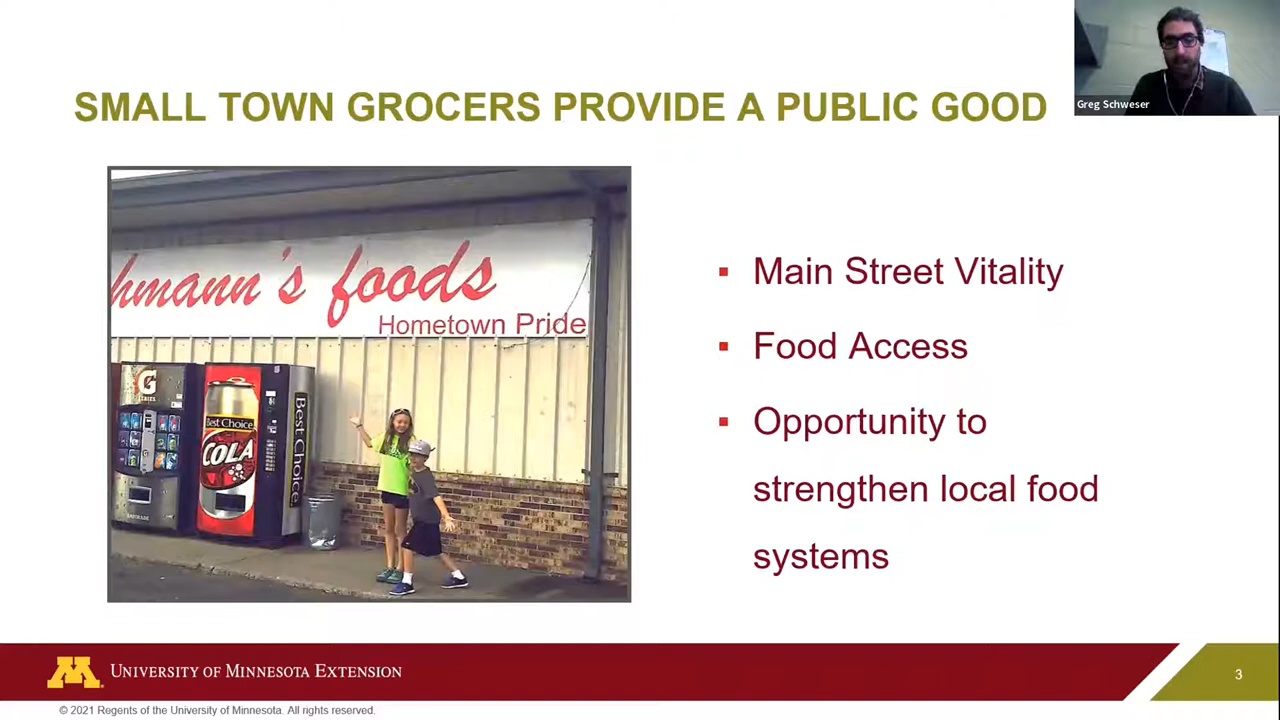 SMALL TOWN GROCERS PROVIDE A PUBLIC GOOD
Greg Schweser
hmann's foods
Hometown Pride
G
SERIES
Best Choice
COLA
Best Choice
▪ Main Street Vitality
▪ Food Access
▪ Opportunity to
strengthen local food
systems
M
UNIVERSITY OF MINNESOTA EXTENSION
3
© 2021 Regents of the University of Minnesota. All rights reserved.